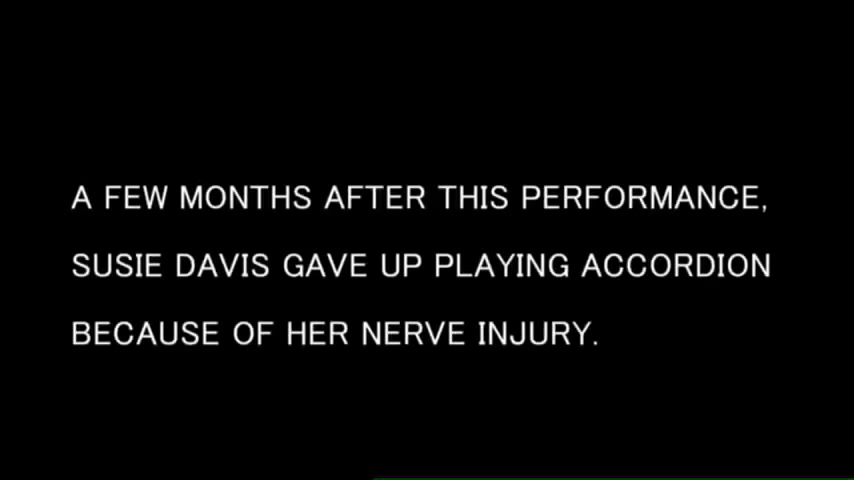 A FEW MONTHS AFTER THIS PERFORMANCE,
SUSIE DAVIS GAVE UP PLAYING ACCORDION
BECAUSE OF HER NERVE INJURY.